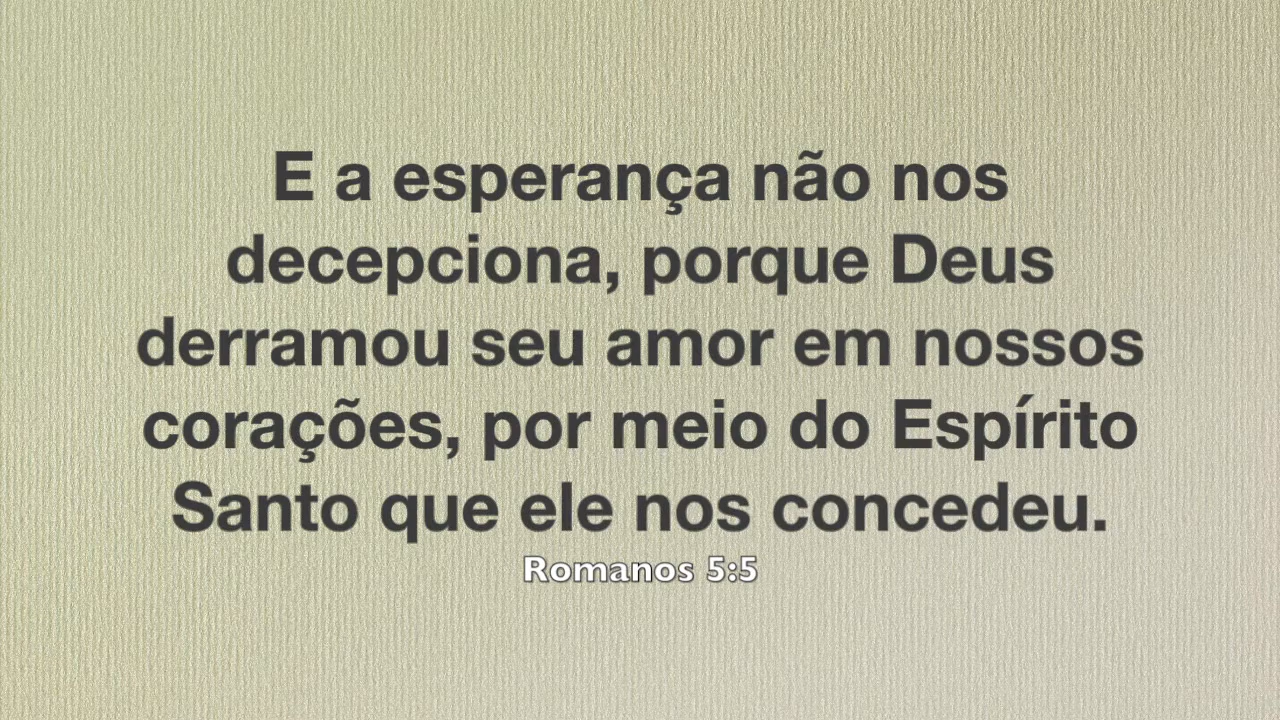 E a esperança não nos
decepciona, porque Deus
derramou seu amor em nossos
corações, por meio do Espírito
Santo que ele nos concedeu.
Romanos 5:5